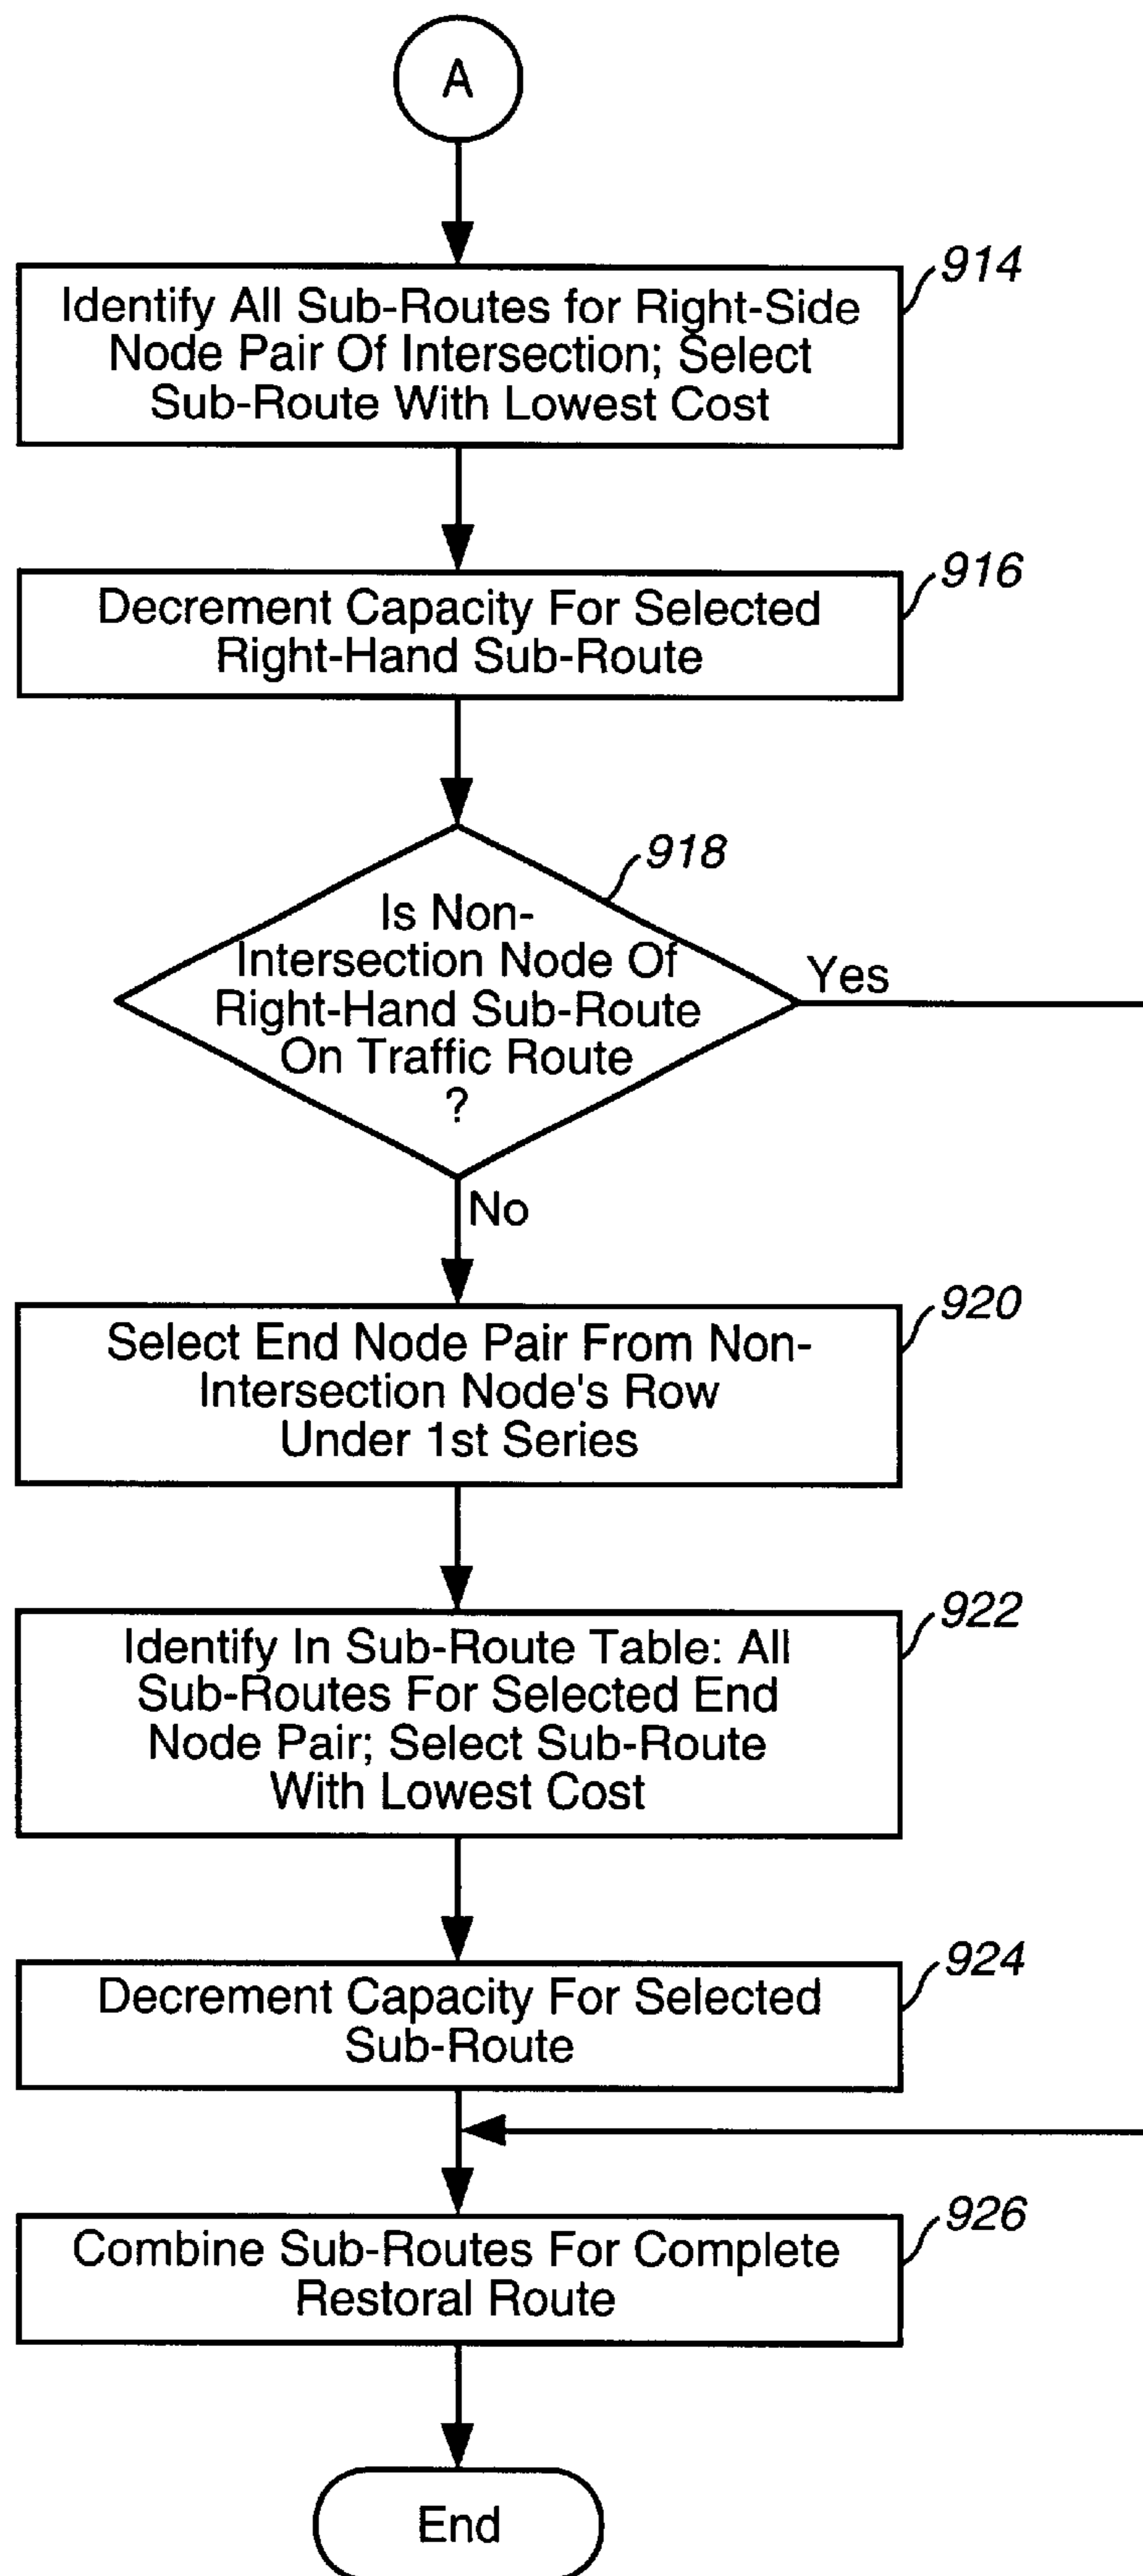 A
914
Identify All Sub-Routes for Right-Side
Node Pair Of Intersection; Select
Sub-Route With Lowest Cost
916
Decrement Capacity For Selected
Right-Hand Sub-Route
918
Is Non-
Intersection Node Of
Right-Hand Sub-Route
On Traffic Route
?
Yes
No
920
Select End Node Pair From Non-
Intersection Node's Row
Under 1st Series
922
Identify In Sub-Route Table: All
Sub-Routes For Selected End
Node Pair; Select Sub-Route
With Lowest Cost
924
Decrement Capacity For Selected
Sub-Route
926
Combine Sub-Routes For Complete
Restoral Route
End